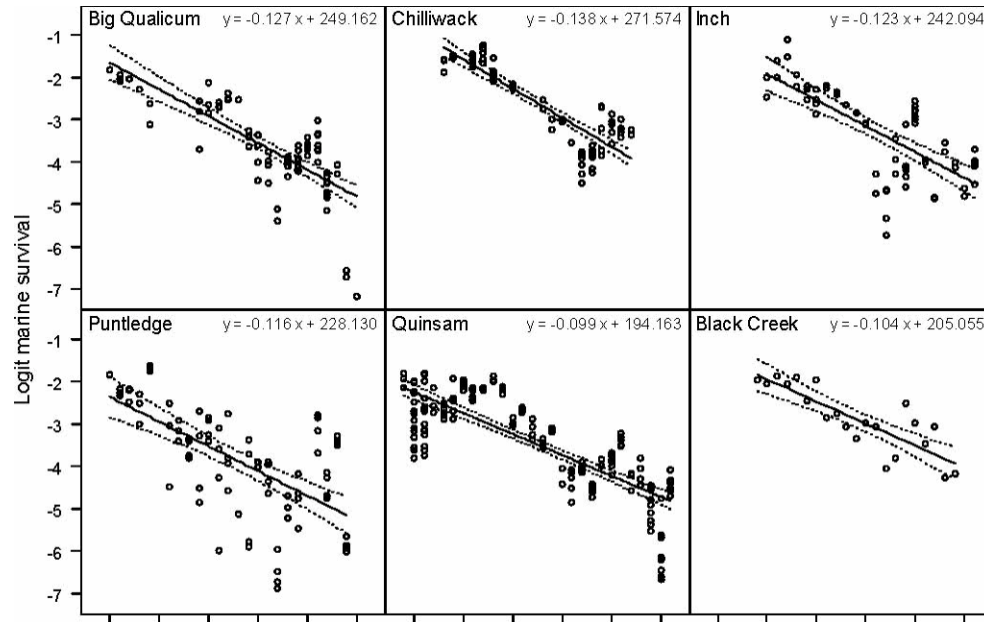 Big Qualicum y = -0.127 x + 249.162
Chilliwack y = -0.138 x + 271.574
Inch y = -0.123 x + 242.094
-1
-2
-3
-4
-5
-6
-7
Puntledge y = -0.116 x + 228.130
Quinsam y = -0.099 x + 194.163
Black Creek y = -0.104 x + 205.055
-1
-2
-3
-4
-5
-6
-7
Logit marine survival